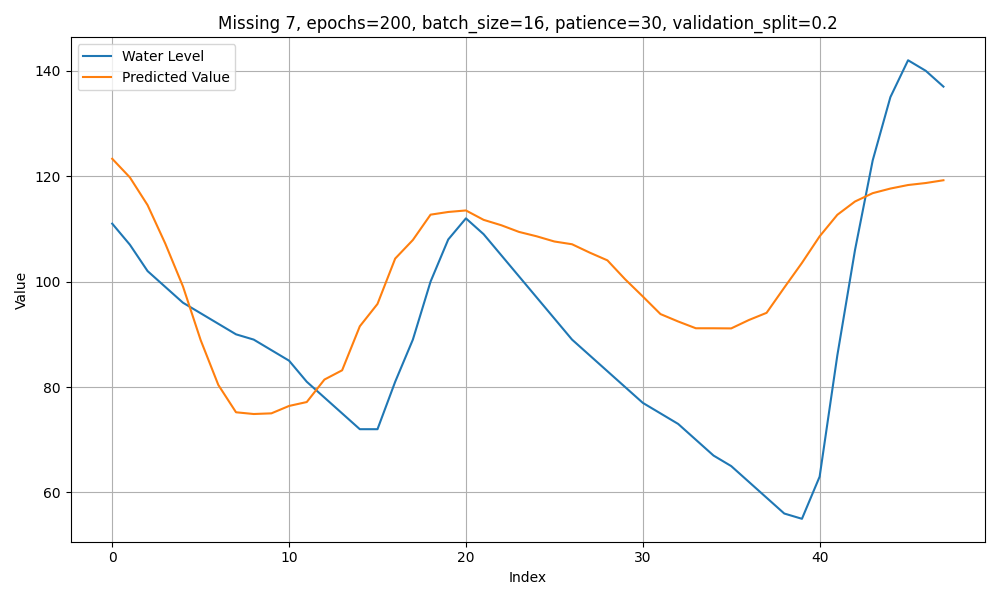 Missing 7, epochs=200, batch_size=16, patience=30, validation_split=0.2
Water Level
Predicted Value
Value
140
120
100
80
60
0 10 20 30 40
Index